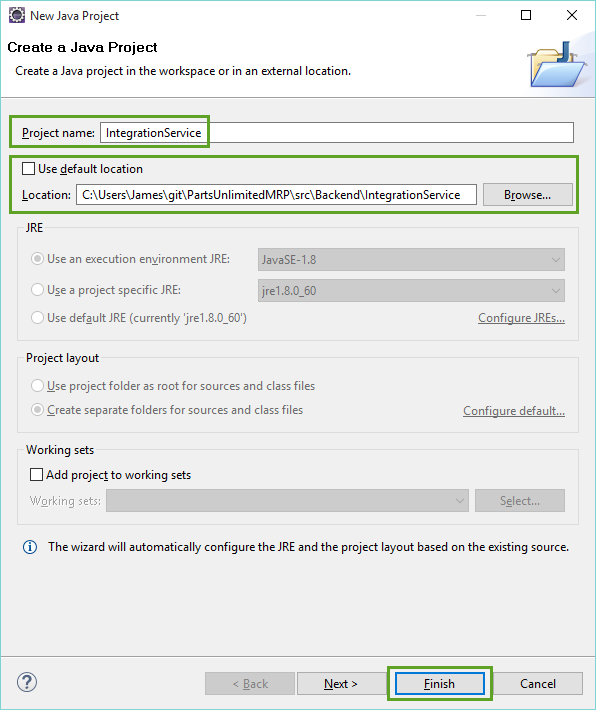 New Java Project
Create a Java Project
Create a Java project in the workspace or in an external location.
Project name: IntegrationService
Use default location
Location: C:\Users\James\git\PartsUnlimitedMRP\src\Backend\IntegrationService Browse...
JRE
Use an execution environment JRE: JavaSE-1.8
Use a project specific JRE: jre1.8.0_60
Use default JRE (currently 'jre1.8.0_60') Configure JREs...
Project layout
Use project folder as root for sources and class files
Create separate folders for sources and class files Configure default...
Working sets
Add project to working sets
Working sets: Select...
The wizard will automatically configure the JRE and the project layout based on the existing source.
< Back Next > Finish Cancel